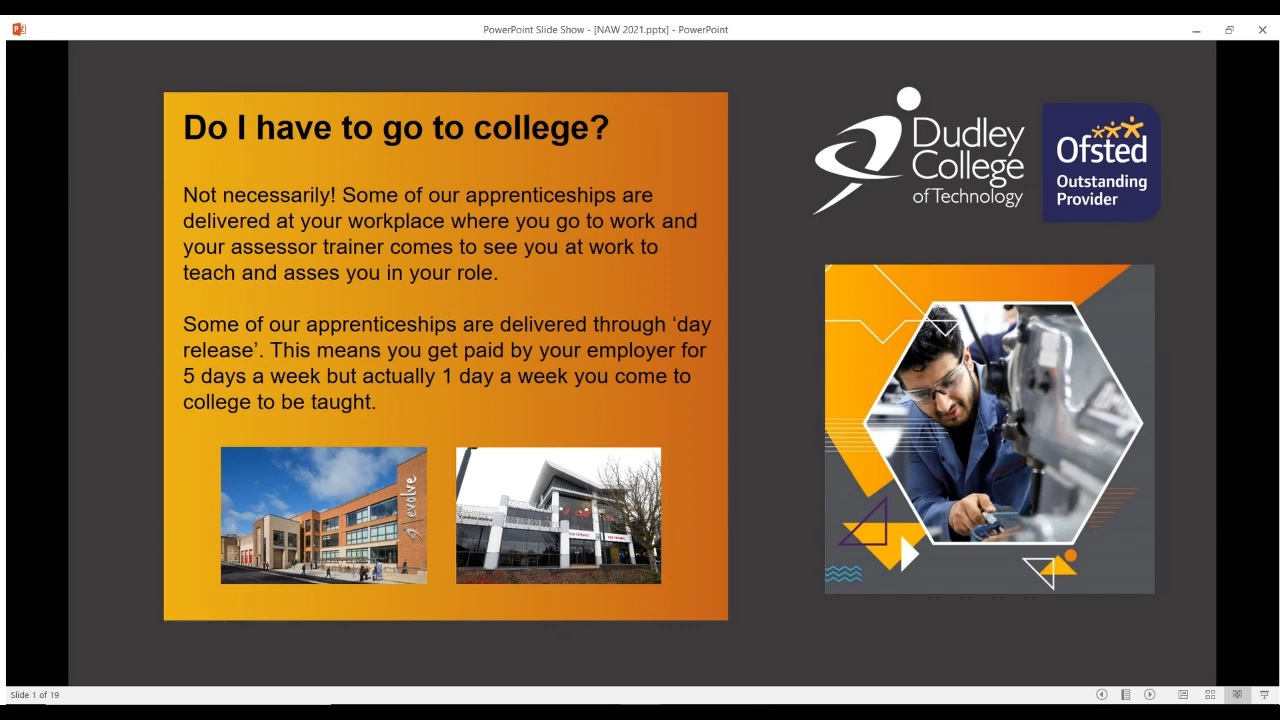 PowerPoint Slide Show - [NAW 2021.pptx] - PowerPoint
Do I have to go to college?
Not necessarily! Some of our apprenticeships are
delivered at your workplace where you go to work and
your assessor trainer comes to see you at work to
teach and asses you in your role.
Some of our apprenticeships are delivered through ‘day
release’. This means you get paid by your employer for
5 days a week but actually 1 day a week you come to
college to be taught.
evolve
Dudley
College
of Technology
Ofsted
Outstanding
Provider
Slide 1 of 19